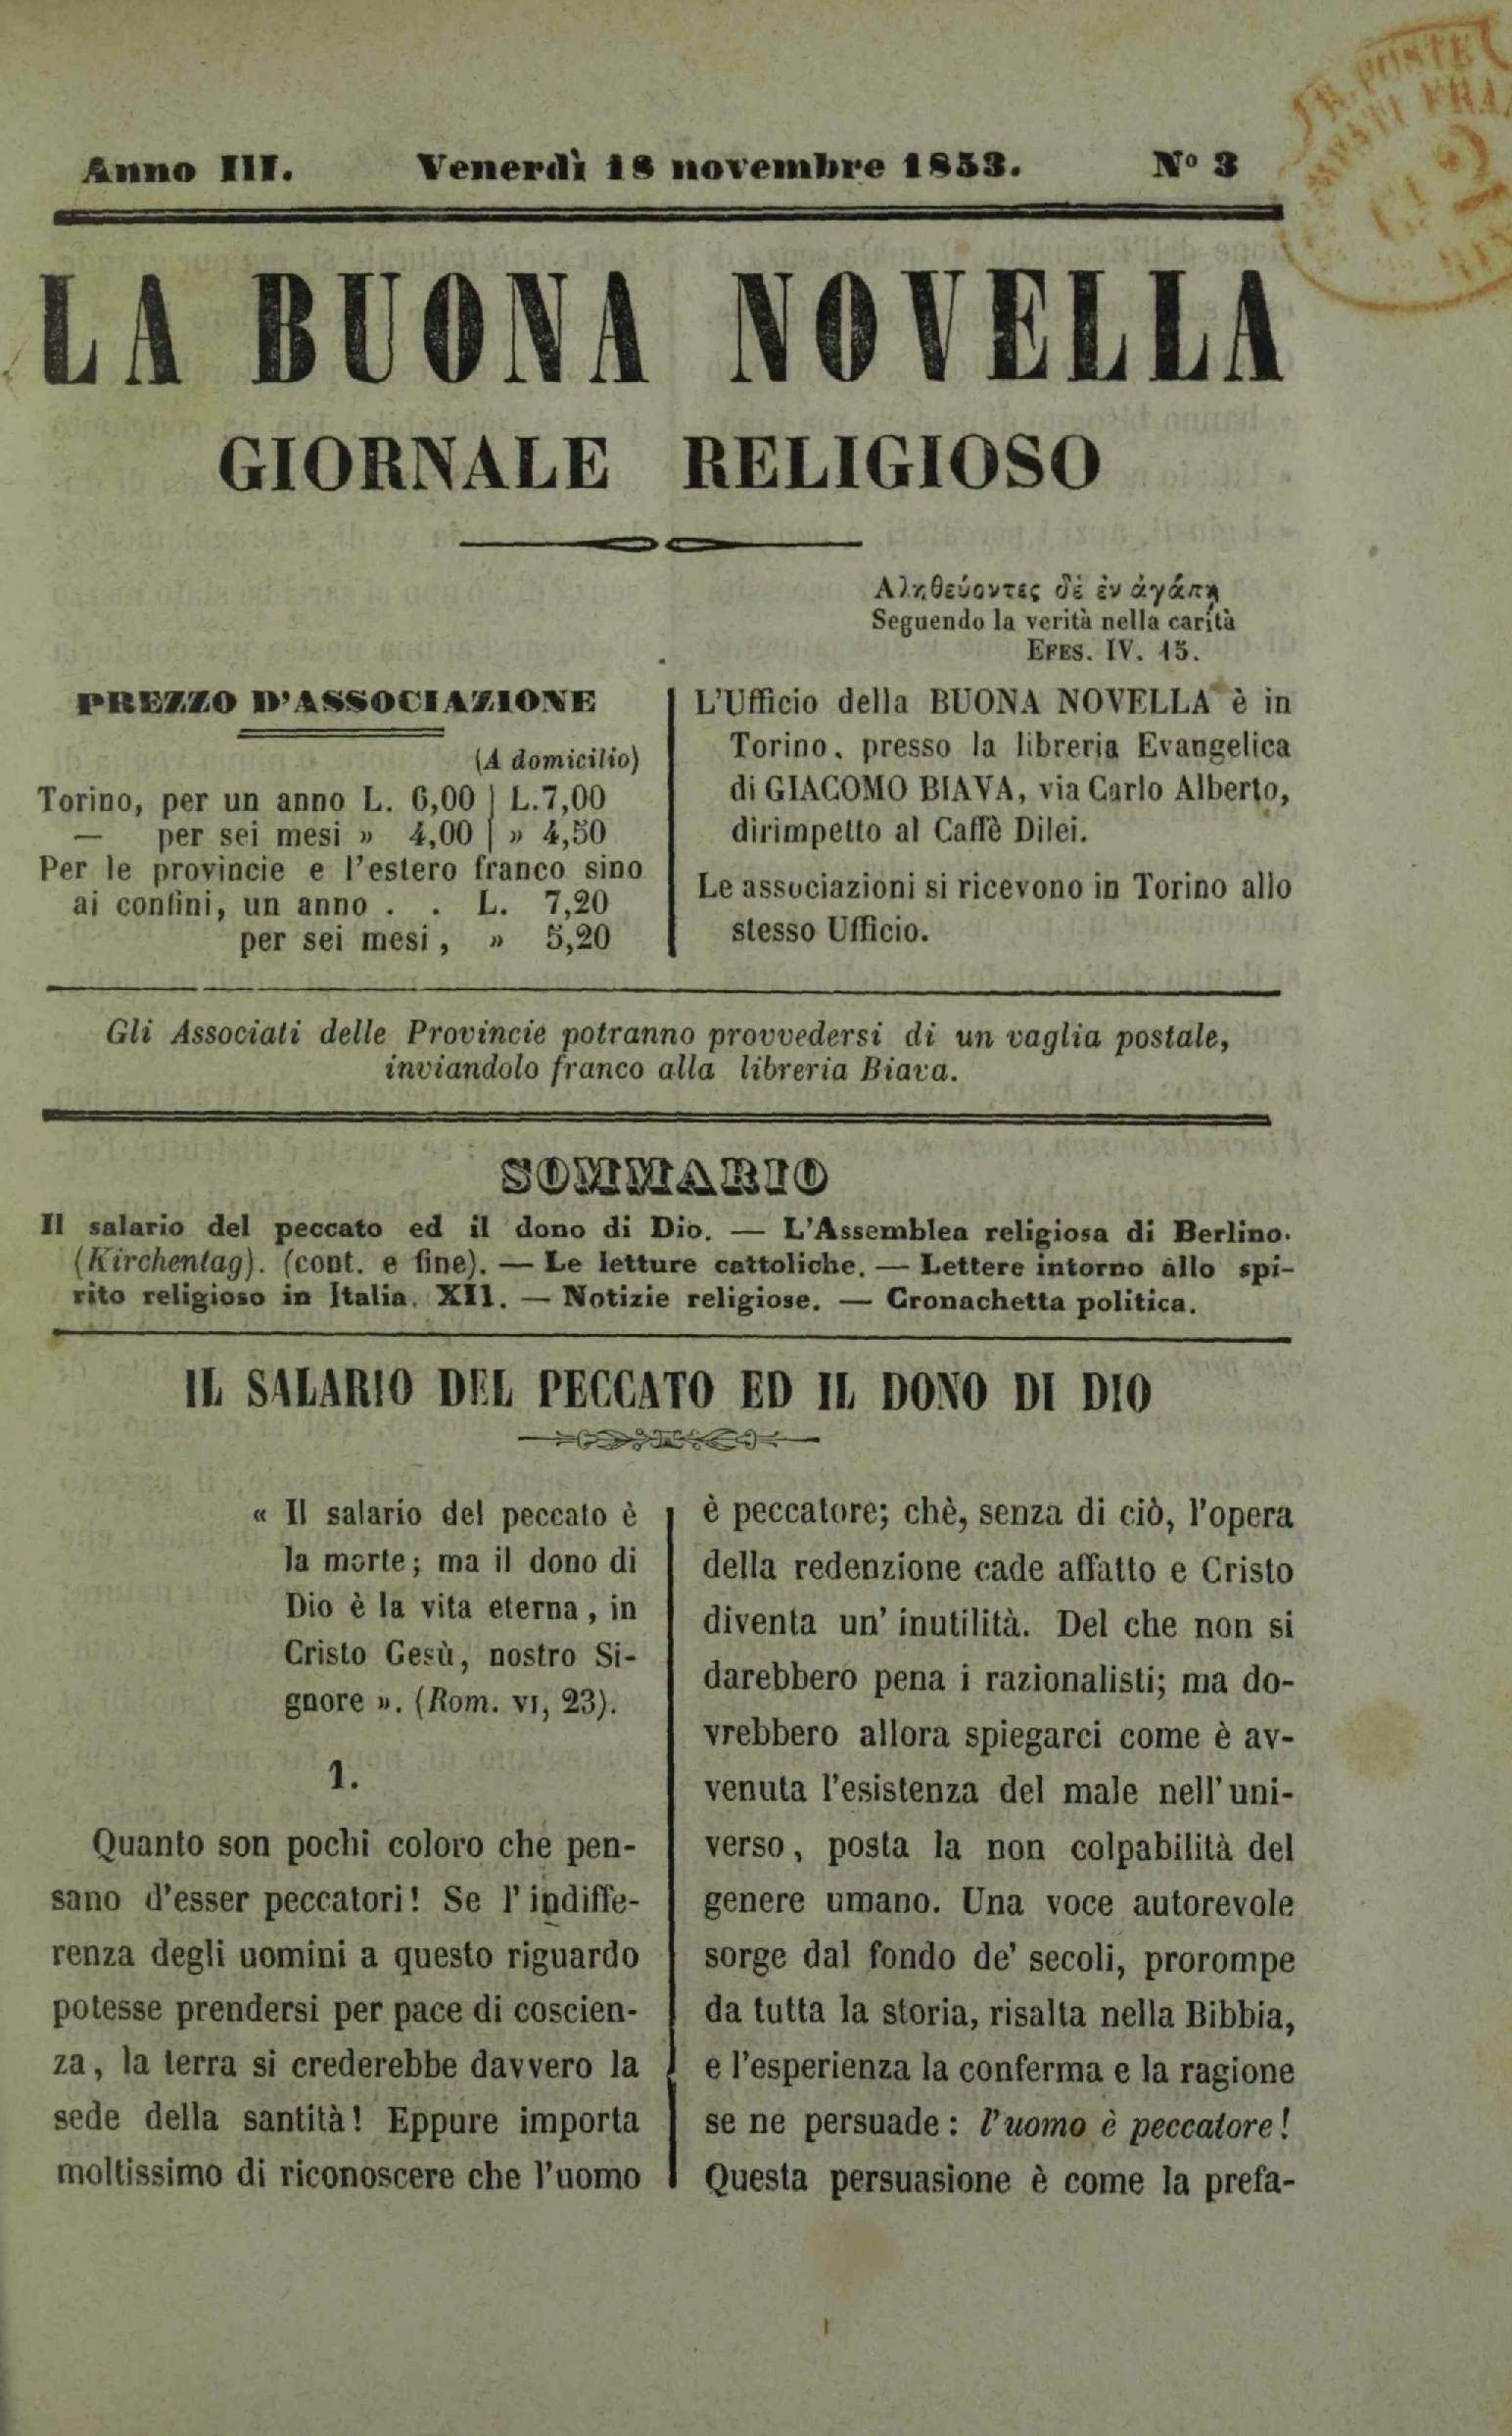 Anno III. Venerdì 18 novembre 1853. Nº 3
LA BUONA NOVELLA
GIORNALE RELIGIOSO
Αληθεύοντες δὲ ἐν ἀγάπῃ
Seguendo la verità nella carità
EFES. IV. 15.
PREZZO D'ASSOCIAZIONE
(A domicilio)
Torino, per un anno L. 6,00 | L.7,00
— per sei mesi » 4,00 | » 4,50
Per le provincie e l'estero franco sino
ai confini, un anno . . L. 7,20
per sei mesi, » 5,20
L'Ufficio della BUONA NOVELLA è in
Torino, presso la libreria Evangelica
di GIACOMO BIAVA, via Carlo Alberto,
dirimpetto al Caffè Dilei.
Le associazioni si ricevono in Torino allo
stesso Ufficio.
Gli Associati delle Provincie potranno provvedersi di un vaglia postale,
inviandolo franco alla libreria Biava.
SOMMARIO
Il salario del peccato ed il dono di Dio. — L'Assemblea religiosa di Berlino.
(Kirchentag). (cont. e fine). — Le letture cattoliche. — Lettere intorno allo spi-
rito religioso in Italia. XII. — Notizie religiose. — Cronachetta politica.
IL SALARIO DEL PECCATO ED IL DONO DI DIO
« Il salario del peccato è
la morte; ma il dono di
Dio è la vita eterna, in
Cristo Gesù, nostro Si-
gnore ». (Rom. VI, 23).
1.
Quanto son pochi coloro che pen-
sano d'esser peccatori! Se l'indiffe-
renza degli uomini a questo riguardo
potesse prendersi per pace di coscien-
za, la terra si crederebbe davvero la
sede della santità! Eppure importa
moltissimo di riconoscere che l'uomo
è peccatore; chè, senza di ciò, l'opera
della redenzione cade affatto e Cristo
diventa un' inutilità. Del che non si
darebbero pena i razionalisti; ma do-
vrebbero allora spiegarci come è av-
venuta l'esistenza del male nell'uni-
verso, posta la non colpabilità del
genere umano. Una voce autorevole
sorge dal fondo de' secoli, prorompe
da tutta la storia, risalta nella Bibbia,
e l'esperienza la conferma e la ragione
se ne persuade: l'uomo è peccatore!
Questa persuasione è come la prefa-